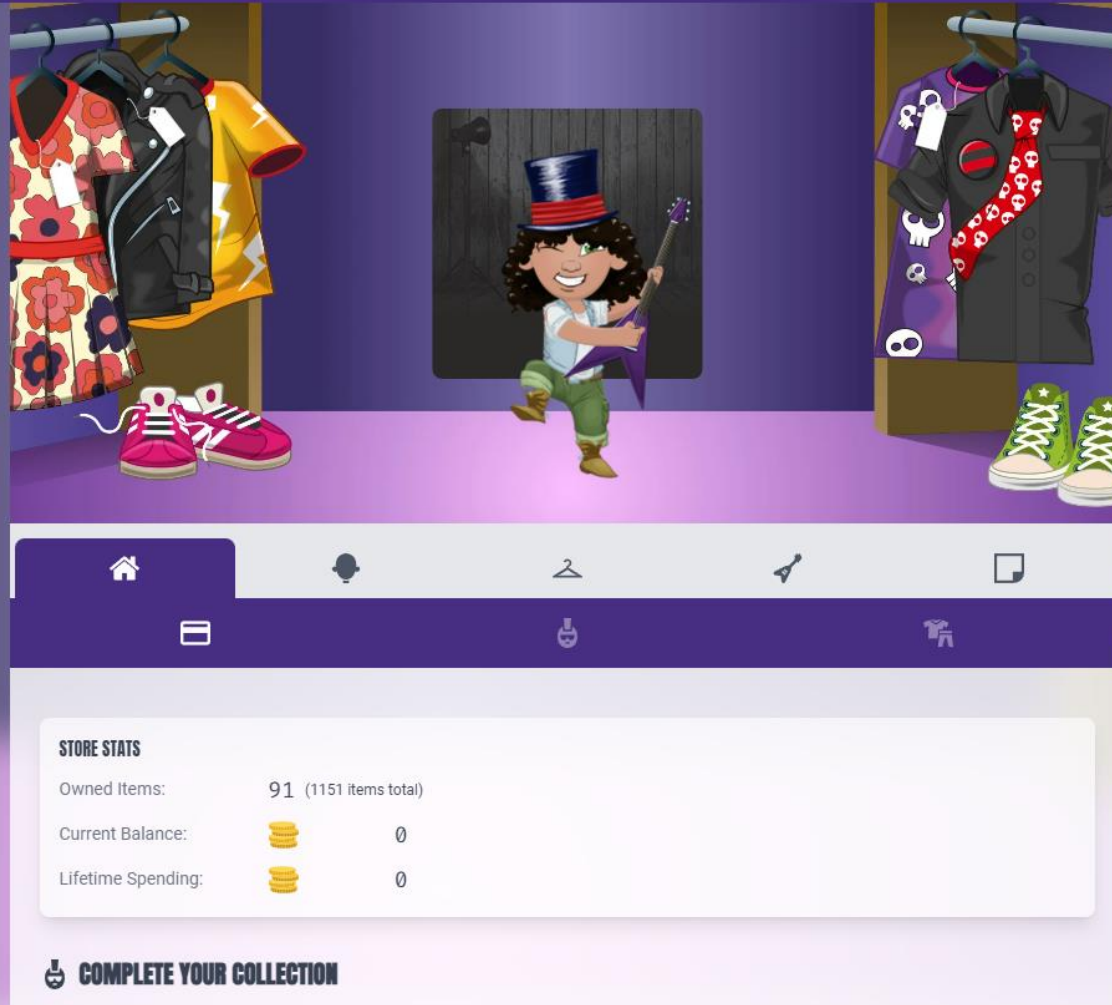 STORE STATS
Owned Items: 91 (1151 items total)
Current Balance: 0
Lifetime Spending: 0
COMPLETE YOUR COLLECTION